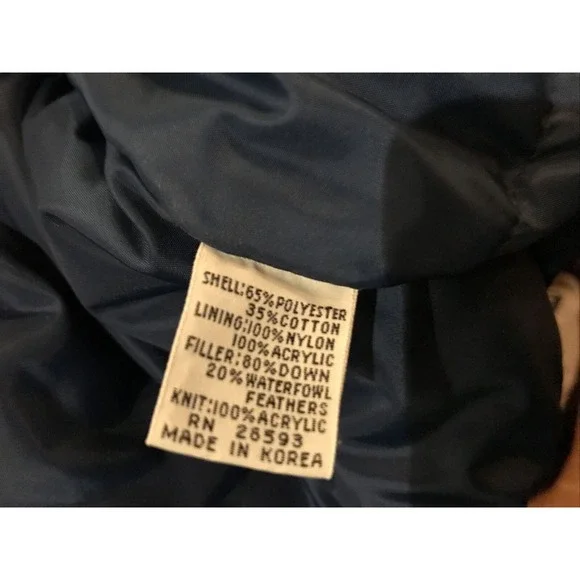 SHELL:65%POLYESTER
35%COTTON
LINING:100%NYLON
100%ACRYLIC
FILLER:80%DOWN
20%WATERFOWL
FEATHERS
KNIT:100%ACRYLIC
RN 26593
MADE IN KOREA